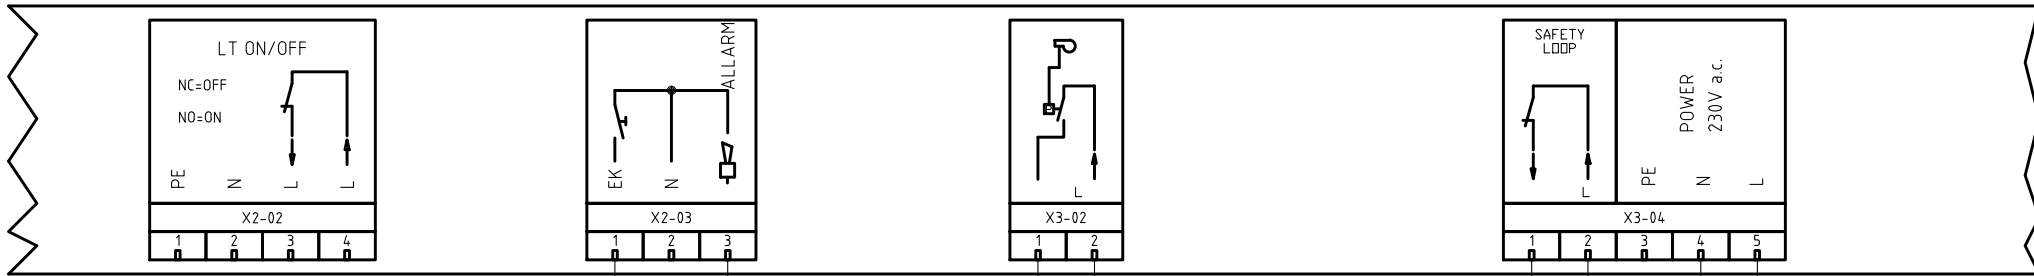 LT ON/OFF
NC=OFF
NO=ON
PE N L L
X2-02
1 2 3 4
ALLARM
EK N
X2-03
1 2 3
L
X3-02
1 2
SAFETY
LOOP
L
POWER
230V a.c.
PE N L
X3-04
1 2 3 4 5